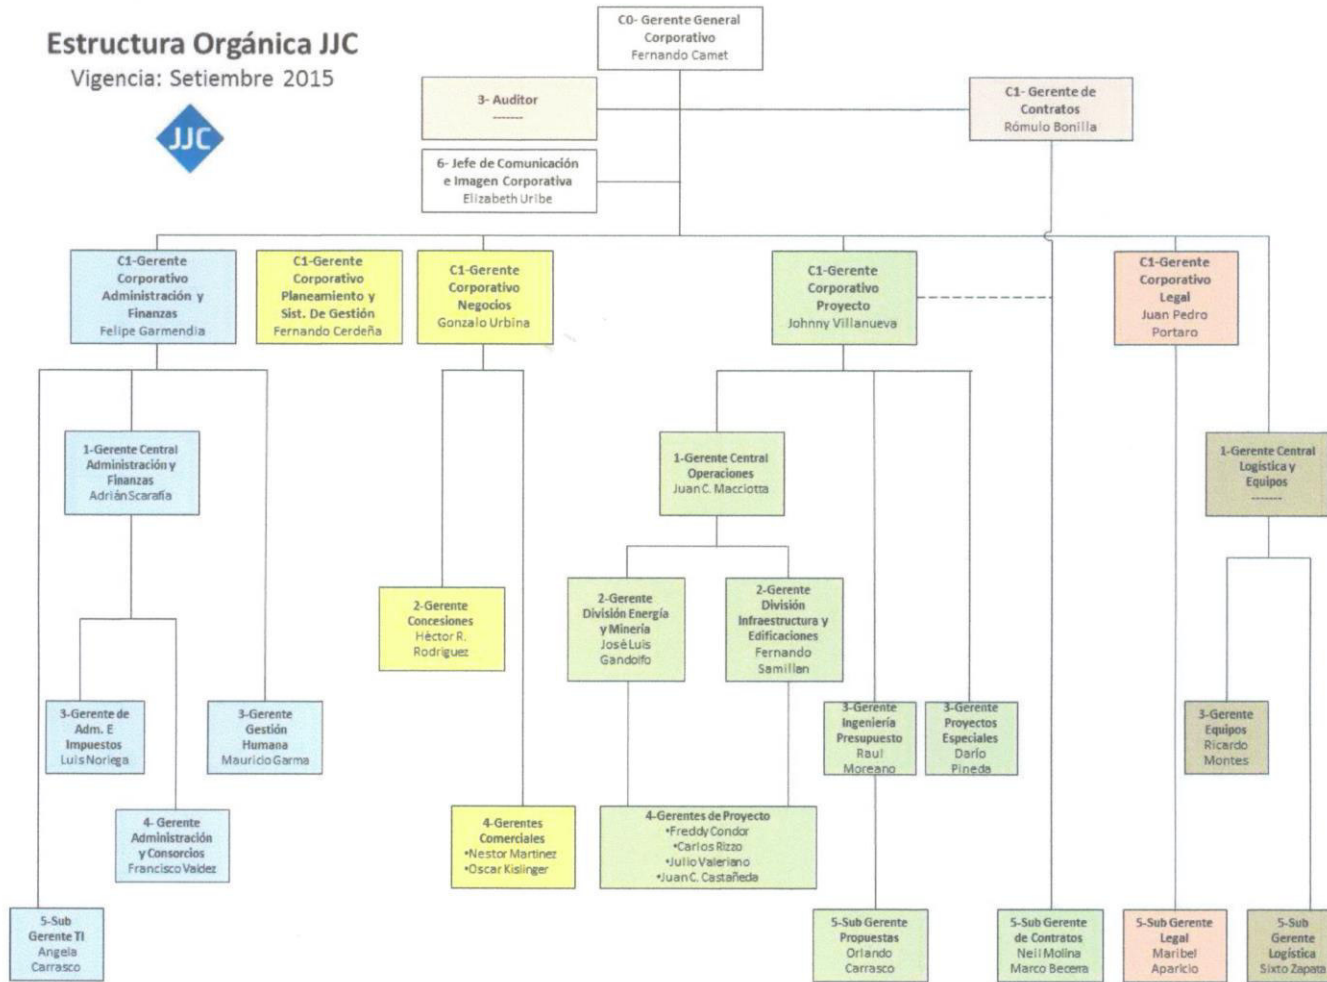 Estructura Orgánica JJC
Vigencia: Setiembre 2015
JJC
C0- Gerente General
Corporativo
Fernando Camet
3- Auditor
-------
C1- Gerente de
Contratos
Rómulo Bonilla
6- Jefe de Comunicación
e Imagen Corporativa
Elizabeth Uribe
C1-Gerente
Corporativo
Administración y
Finanzas
Felipe Garmendia
C1-Gerente
Corporativo
Planeamiento y
Sist. De Gestión
Fernando Cerdeña
C1-Gerente
Corporativo
Negocios
Gonzalo Urbina
C1-Gerente
Corporativo
Proyecto
Johnny Villanueva
C1-Gerente
Corporativo
Legal
Juan Pedro
Portaro
1-Gerente Central
Administración y
Finanzas
Adrián Scarafía
1-Gerente Central
Operaciones
Juan C. Macciotta
1-Gerente Central
Logística y
Equipos
-------
2-Gerente
Concesiones
Héctor R.
Rodriguez
2-Gerente
División Energía
y Minería
José Luis
Gandolfo
2-Gerente
División
Infraestructura y
Edificaciones
Fernando
Samillan
3-Gerente de
Adm. E
Impuestos
Luis Noriega
3-Gerente
Gestión
Humana
Mauricio Garma
3-Gerente
Ingeniería
Presupuesto
Raul
Moreano
3-Gerente
Proyectos
Especiales
Darío
Pineda
3-Gerente
Equipos
Ricardo
Montes
4- Gerente
Administración
y Consorcios
Francisco Valdez
4-Gerentes
Comerciales
•Nestor Martinez
•Oscar Kislinger
4-Gerentes de Proyecto
•Freddy Condor
•Carlos Rizzo
•Julio Valeriano
•Juan C. Castañeda
5-Sub
Gerente TI
Angela
Carrasco
5-Sub Gerente
Propuestas
Orlando
Carrasco
5-Sub Gerente
de Contratos
Neil Molina
Marco Becerra
5-Sub Gerente
Legal
Maribel
Aparicio
5-Sub
Gerente
Logística
Sixto Zapata